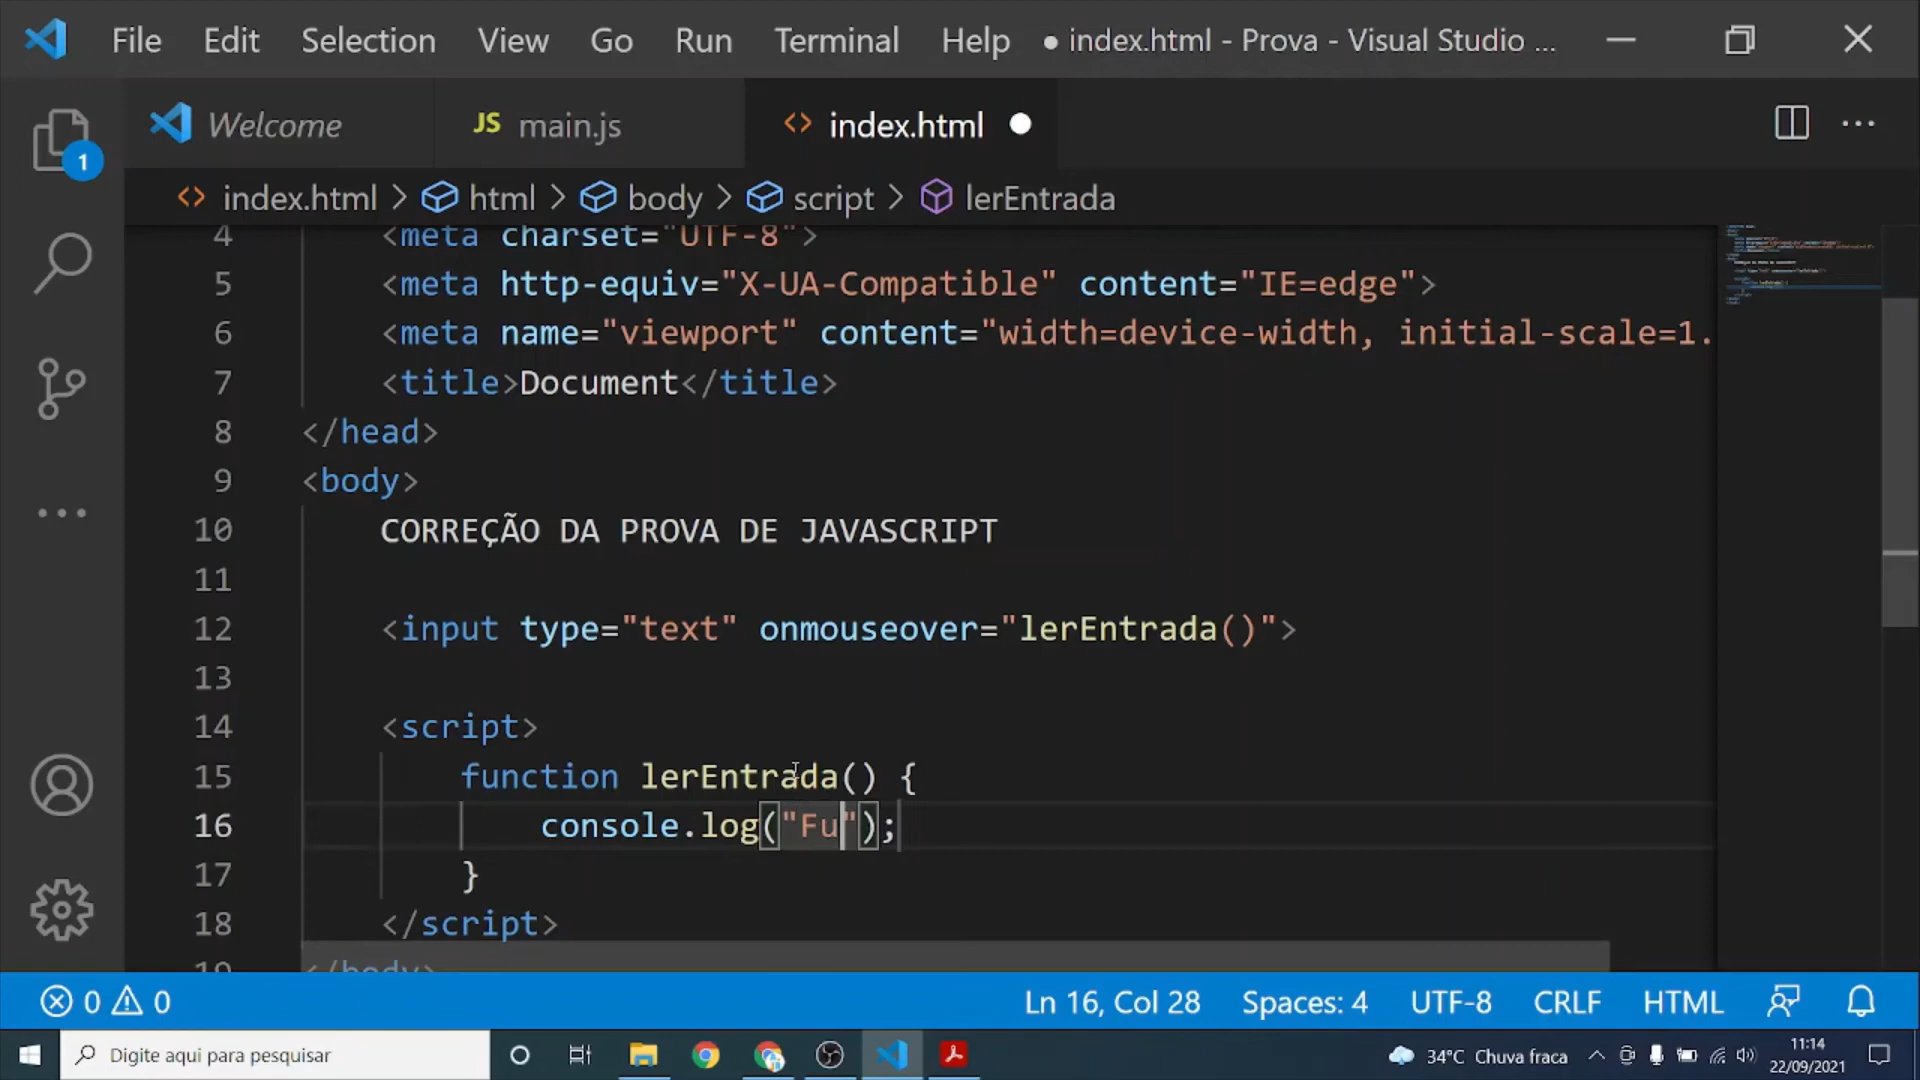 File Edit Selection View Go Run Terminal Help ● index.html - Prova - Visual Studio ...
1
Welcome JS main.js <> index.html
<> index.html > html > body > script > lerEntrada
4 <meta charset="UTF-8">
5 <meta http-equiv="X-UA-Compatible" content="IE=edge">
6 <meta name="viewport" content="width=device-width, initial-scale=1.
7 <title>Document</title>
8 </head>
9 <body>
10 CORREÇÃO DA PROVA DE JAVASCRIPT
11
12 <input type="text" onmouseover="lerEntrada()">
13
14 <script>
15 function lerEntrada() {
16 console.log("Fu");
17 }
18 </script>
19 </body>
0 0 Ln 16, Col 28 Spaces: 4 UTF-8 CRLF HTML
Digite aqui para pesquisar 34°C Chuva fraca 11:14
22/09/2021